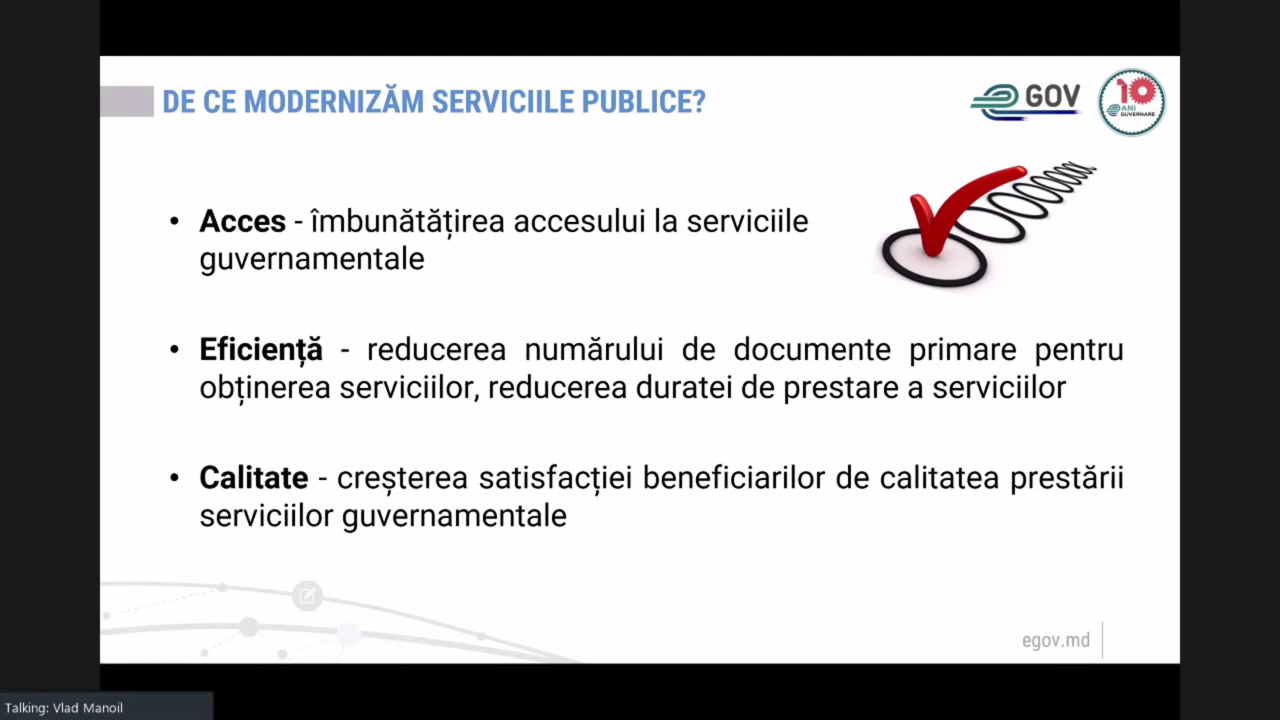 DE CE MODERNIZĂM SERVICIILE PUBLICE?
GOV
10
ANI
GUVERNARE
• Acces - îmbunătățirea accesului la serviciile
guvernamentale
• Eficiență - reducerea numărului de documente primare pentru
obținerea serviciilor, reducerea duratei de prestare a serviciilor
• Calitate - creșterea satisfacției beneficiarilor de calitatea prestării
serviciilor guvernamentale
egov.md
Talking: Vlad Manoil